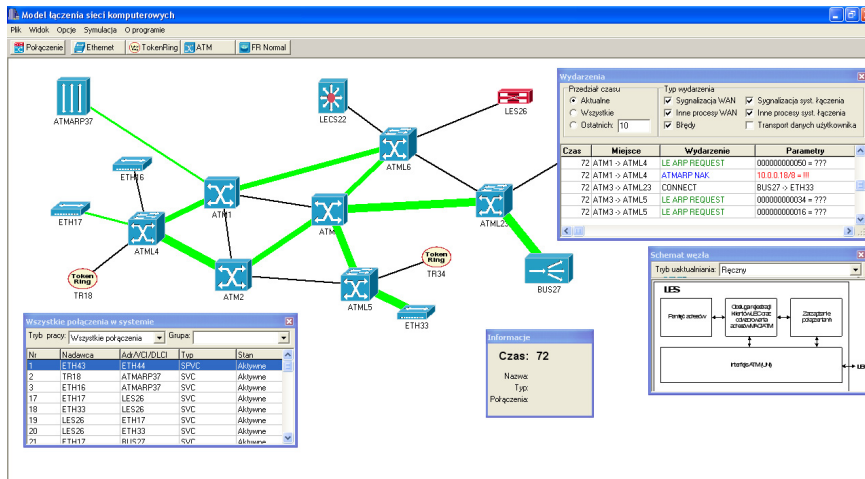 Model łączenia sieci komputerowych
Plik Widok Opcje Symulacja O programie
Połączenie Ethernet TokenRing ATM FR Normal
ATMARP37
LECS22
LES26
ATML6
ETH16
ATM1
ETH17
ATML4
ATM
ATML23
Token Ring
TR18
ATM2
Token Ring
TR34
ATML5
BUS27
ETH33
Wydarzenia
Przedział czasu
Aktualne
Wszystkie
Ostatnich: 10
Typ wydarzenia
Sygnalizacja WAN
Sygnalizacja syst. łączenia
Inne procesy WAN
Inne procesy syst. łączenia
Błędy
Transport danych użytkownika
Czas Miejsce Wydarzenie Parametry
72 ATM1 -> ATML4 LE ARP REQUEST 000000000050 = ???
72 ATM1 -> ATML4 ATMARP NAK 10.0.0.18/8 = !!!
72 ATM3 -> ATML23 CONNECT BUS27 -> ETH33
72 ATM3 -> ATML5 LE ARP REQUEST 000000000034 = ???
72 ATM3 -> ATML5 LE ARP REQUEST 000000000016 = ???
Schemat węzła
Tryb uaktualniania: Ręczny
LES
Pamięć adresów
Zarządzanie połączeniami
Interfejs ATM (UNI)
Wszystkie połączenia w systemie
Tryb pracy: Wszystkie połączenia Grupa:
Nr Nadawca Adr/VCI/DLCI Typ Stan
1 ETH43 ETH44 SPVC Aktywne
2 TR18 ATMARP37 SVC Aktywne
3 ETH16 ATMARP37 SVC Aktywne
17 ETH17 LES26 SVC Aktywne
18 ETH33 LES26 SVC Aktywne
19 LES26 ETH17 SVC Aktywne
20 LES26 ETH33 SVC Aktywne
21 ETH17 BUS27 SVC Aktywne
Informacje
Czas: 72
Nazwa:
Typ:
Połączenia: